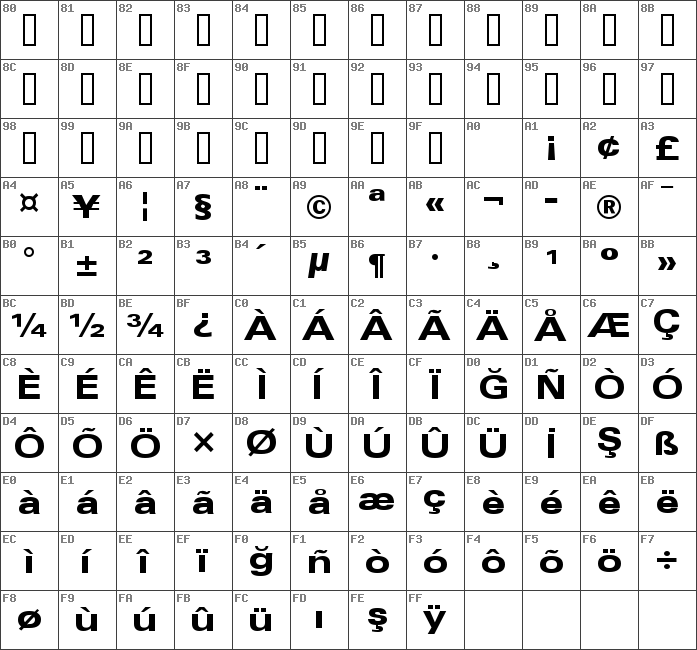 80 81 82 83 84 85 86 87 88 89 8A 8B
8C 8D 8E 8F 90 91 92 93 94 95 96 97
98 99 9A 9B 9C 9D 9E 9F A0 A1 A2 A3
¡ ¢ £
A4 A5 A6 A7 A8 A9 AA AB AC AD AE AF
¤ ¥ ¦ § ¨ © ª « ¬ - ® ¯
B0 B1 B2 B3 B4 B5 B6 B7 B8 B9 BA BB
° ± ² ³ ´ µ ¶ · ¸ ¹ º »
BC BD BE BF C0 C1 C2 C3 C4 C5 C6 C7
¼ ½ ¾ ¿ À Á Â Ã Ä Å Æ Ç
C8 C9 CA CB CC CD CE CF D0 D1 D2 D3
È É Ê Ë Ì Í Î Ï Ğ Ñ Ò Ó
D4 D5 D6 D7 D8 D9 DA DB DC DD DE DF
Ô Õ Ö × Ø Ù Ú Û Ü İ Ş ß
E0 E1 E2 E3 E4 E5 E6 E7 E8 E9 EA EB
à á â ã ä å æ ç è é ê ë
EC ED EE EF F0 F1 F2 F3 F4 F5 F6 F7
ì í î ï ğ ñ ò ó ô õ ö ÷
F8 F9 FA FB FC FD FE FF
ø ù ú û ü ı ş ÿ